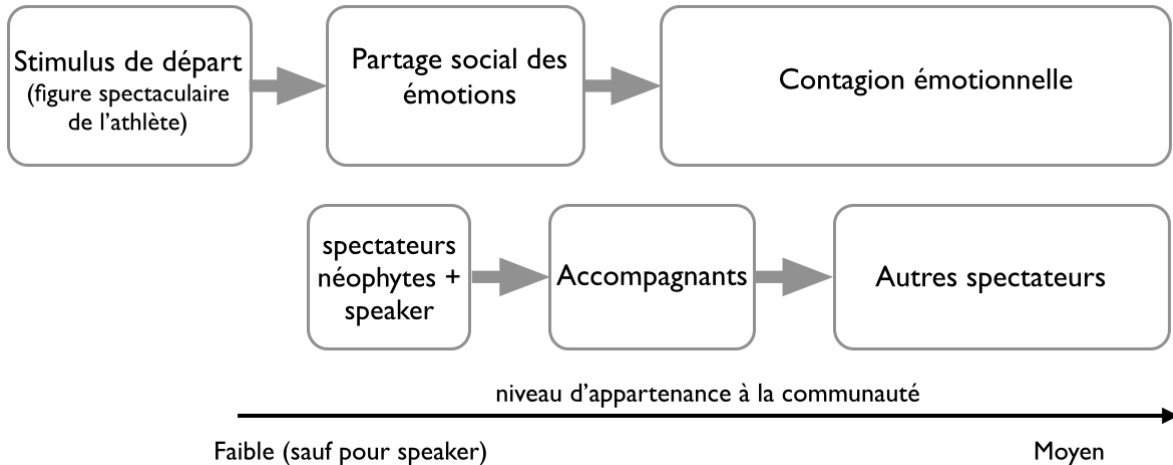 Stimulus de départ
(figure spectaculaire
de l'athlète)
Partage social des
émotions
Contagion émotionnelle
spectateurs
néophytes +
speaker
Accompagnants
Autres spectateurs
niveau d'appartenance à la communauté
Faible (sauf pour speaker)
Moyen